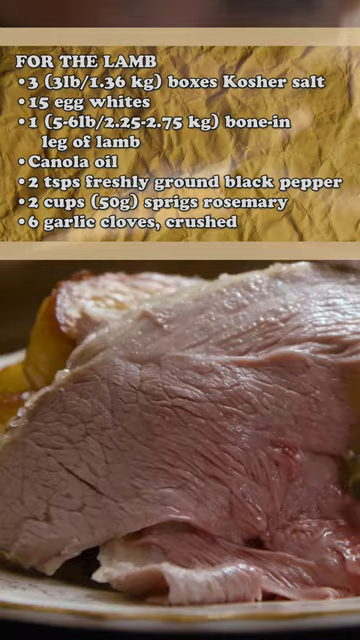 FOR THE LAMB
•3 (3lb/1.36 kg) boxes Kosher salt
•15 egg whites
•1 (5-6lb/2.25-2.75 kg) bone-in
leg of lamb
•Canola oil
•2 tsps freshly ground black pepper
•2 cups (50g) sprigs rosemary
•6 garlic cloves, crushed